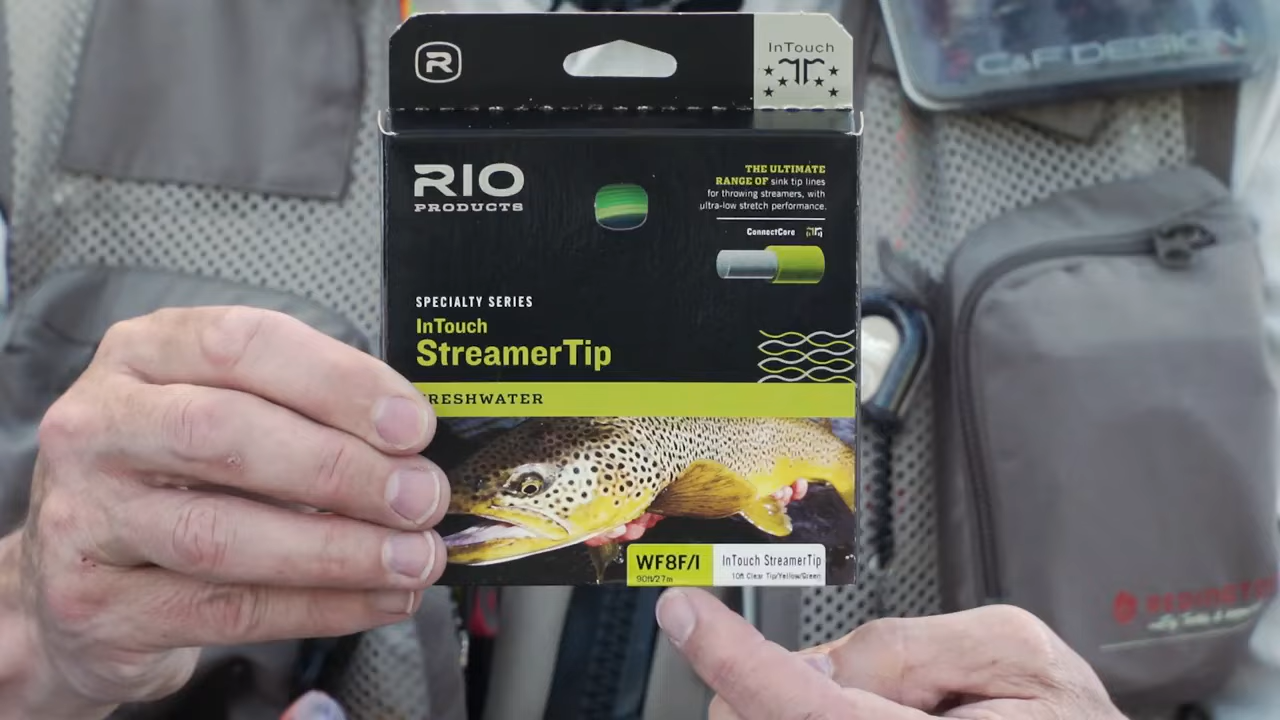 R
InTouch
C&F DESIGN
RIO
PRODUCTS
THE ULTIMATE
RANGE OF sink tip lines
for throwing streamers, with
ultra-low stretch performance.
ConnectCore
SPECIALTY SERIES
InTouch
StreamerTip
RESHWATER
WF8F/I
90ft/27m
InTouch StreamerTip
10ft Clear Tip/Yellow/Green